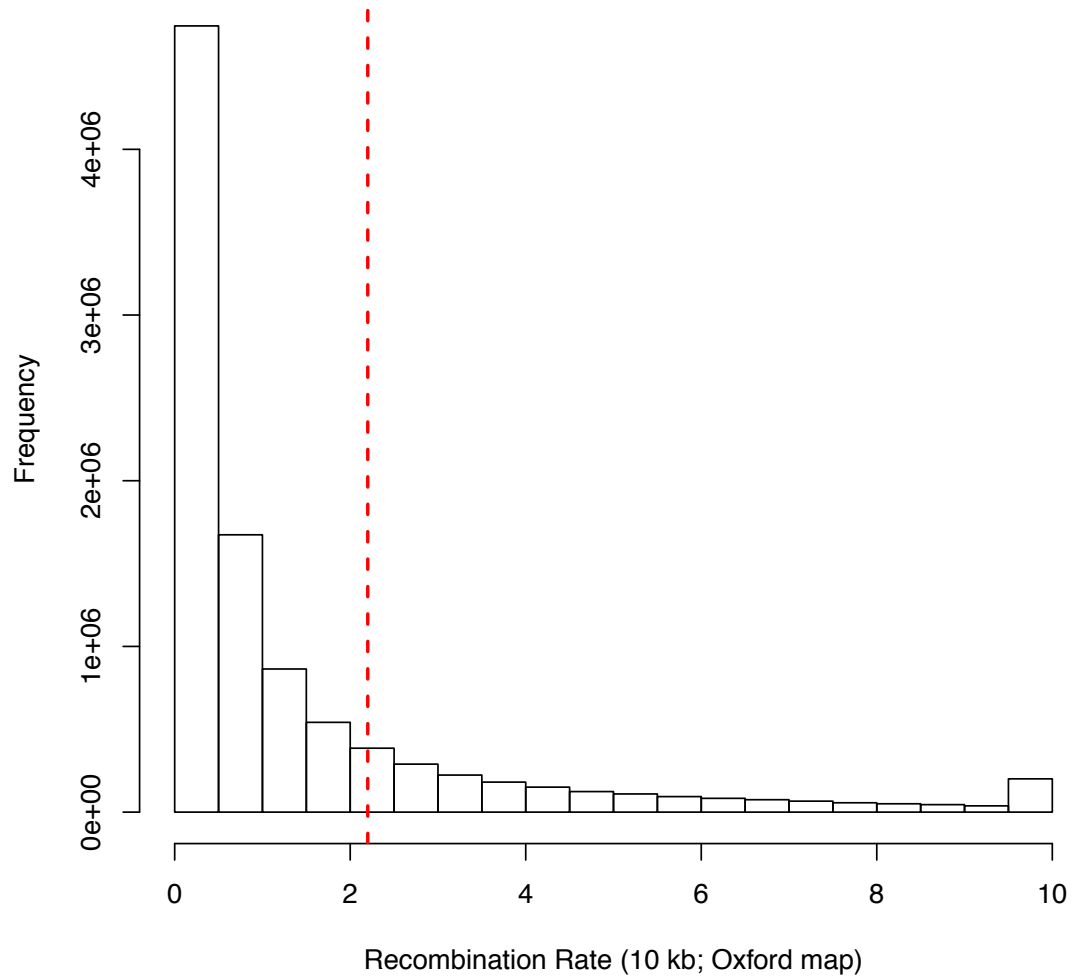 Frequency
4e+06
3e+06
2e+06
1e+06
0e+00
0 2 4 6 8 10
Recombination Rate (10 kb; Oxford map)